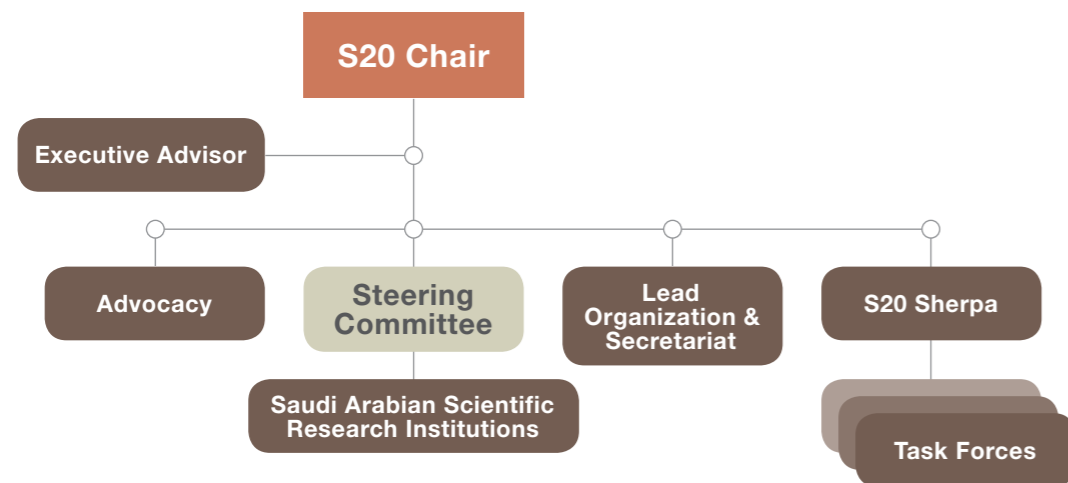 S20 Chair
Executive Advisor
Advocacy
Steering
Committee
Lead
Organization &
Secretariat
S20 Sherpa
Saudi Arabian Scientific
Research Institutions
Task Forces